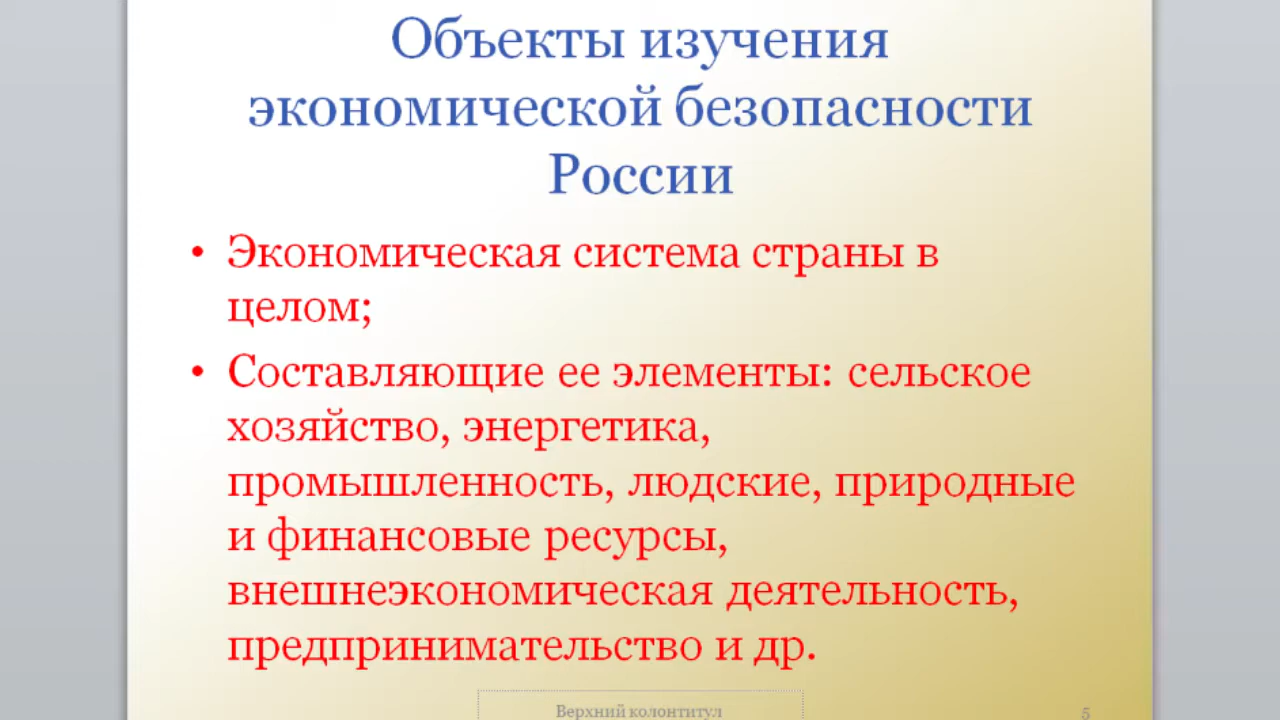 Объекты изучения
экономической безопасности
России
• Экономическая система страны в
целом;
• Составляющие ее элементы: сельское
хозяйство, энергетика,
промышленность, людские, природные
и финансовые ресурсы,
внешнеэкономическая деятельность,
предпринимательство и др.
Верхний колонтитул
5